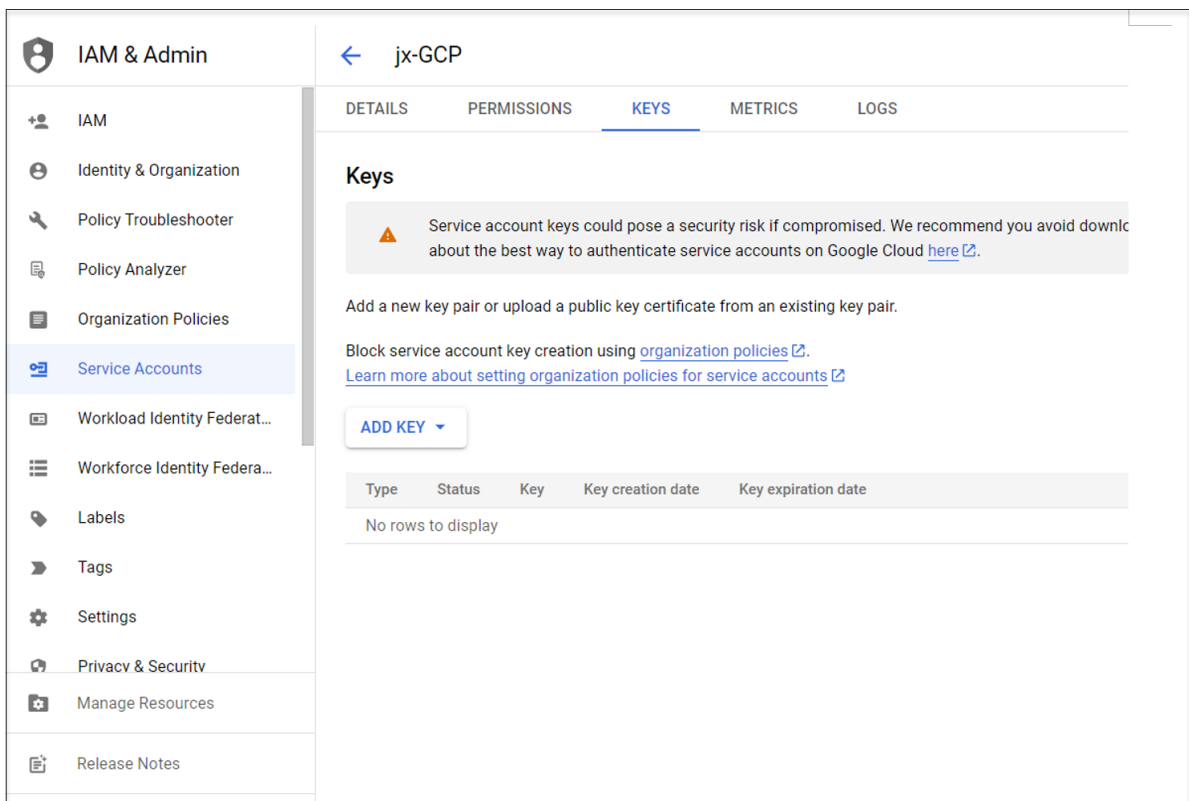 IAM & Admin
IAM
Identity & Organization
Policy Troubleshooter
Policy Analyzer
Organization Policies
Service Accounts
Workload Identity Federat...
Workforce Identity Federa...
Labels
Tags
Settings
Privacy & Security
Manage Resources
Release Notes
jx-GCP
DETAILS PERMISSIONS KEYS METRICS LOGS
Keys
Service account keys could pose a security risk if compromised. We recommend you avoid
about the best way to authenticate service accounts on Google Cloud here.
Add a new key pair or upload a public key certificate from an existing key pair.
Block service account key creation using organization policies.
Learn more about setting organization policies for service accounts
ADD KEY
Type Status Key Key creation date Key expiration date
No rows to display